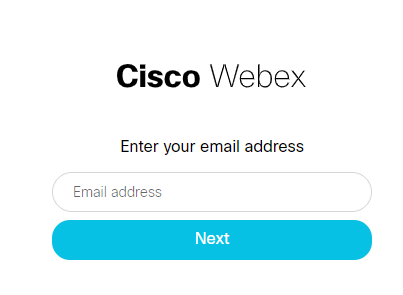 Cisco Webex
Enter your email address
Email address
Next